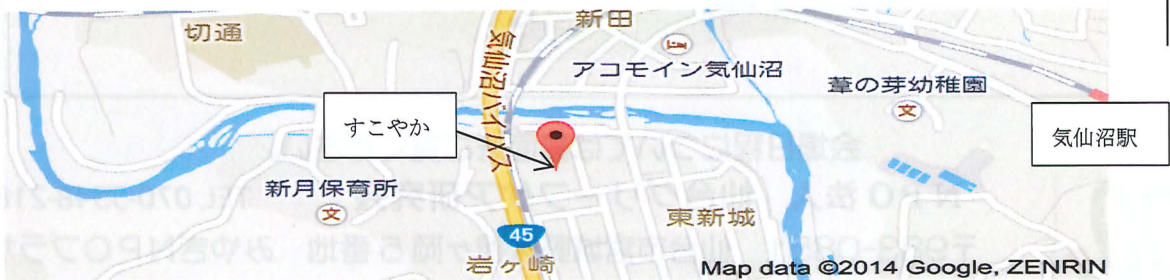 切通
新田
気仙沼バイパス
アコモイン気仙沼
葦の芽幼稚園
すこやか
気仙沼駅
新月保育所
東新城
45
岩ヶ崎
Map data ©2014 Google, ZENRIN